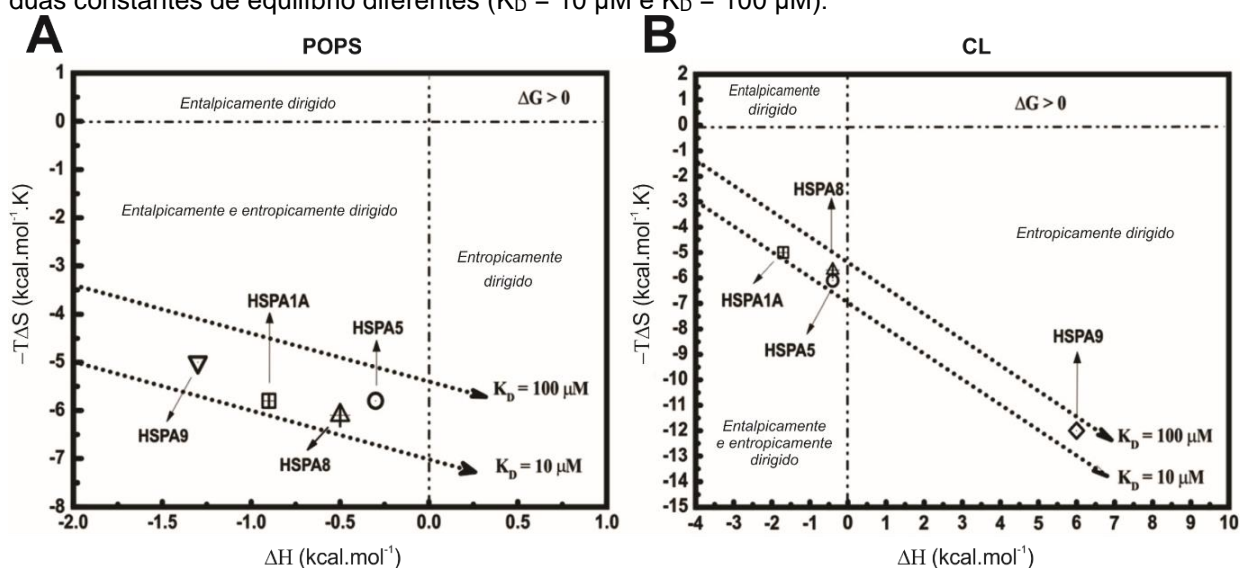 duas constantes de equilíbrio diferentes (KD = 10 µM e KD = 100 µM).
A
POPS
Entalpicamente dirigido
ΔG > 0
Entalpicamente e entropicamente dirigido
Entropicamente
dirigido
HSPA1A
HSPA5
HSPA9
HSPA8
KD = 100 µM
KD = 10 µM
1
0
-1
-2
-3
-4
-5
-6
-7
-8
−TΔS (kcal.mol⁻¹.K)
-2.0 -1.5 -1.0 -0.5 0.0 0.5 1.0
ΔH (kcal.mol⁻¹)
B
CL
Entalpicamente
dirigido
ΔG > 0
HSPA8
Entropicamente dirigido
HSPA1A
HSPA5
HSPA9
Entalpicamente
e entropicamente
dirigido
KD = 100 µM
KD = 10 µM
2
1
0
-1
-2
-3
-4
-5
-6
-7
-8
-9
-10
-11
-12
-13
-14
-15
−TΔS (kcal.mol⁻¹.K)
-4 -3 -2 -1 0 1 2 3 4 5 6 7 8 9 10
ΔH (kcal.mol⁻¹)